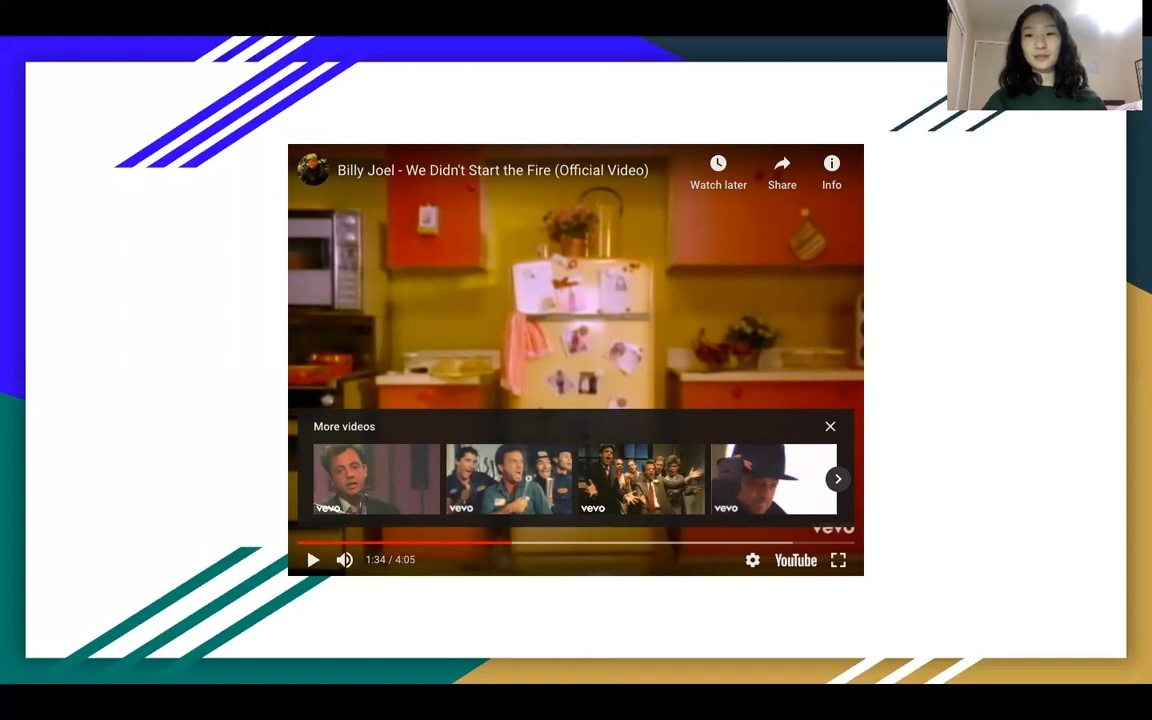 Billy Joel - We Didn't Start the Fire (Official Video)
Watch later
Share
Info
More videos
vevo
vevo
vevo
vevo
vevo
1:34 / 4:05
YouTube